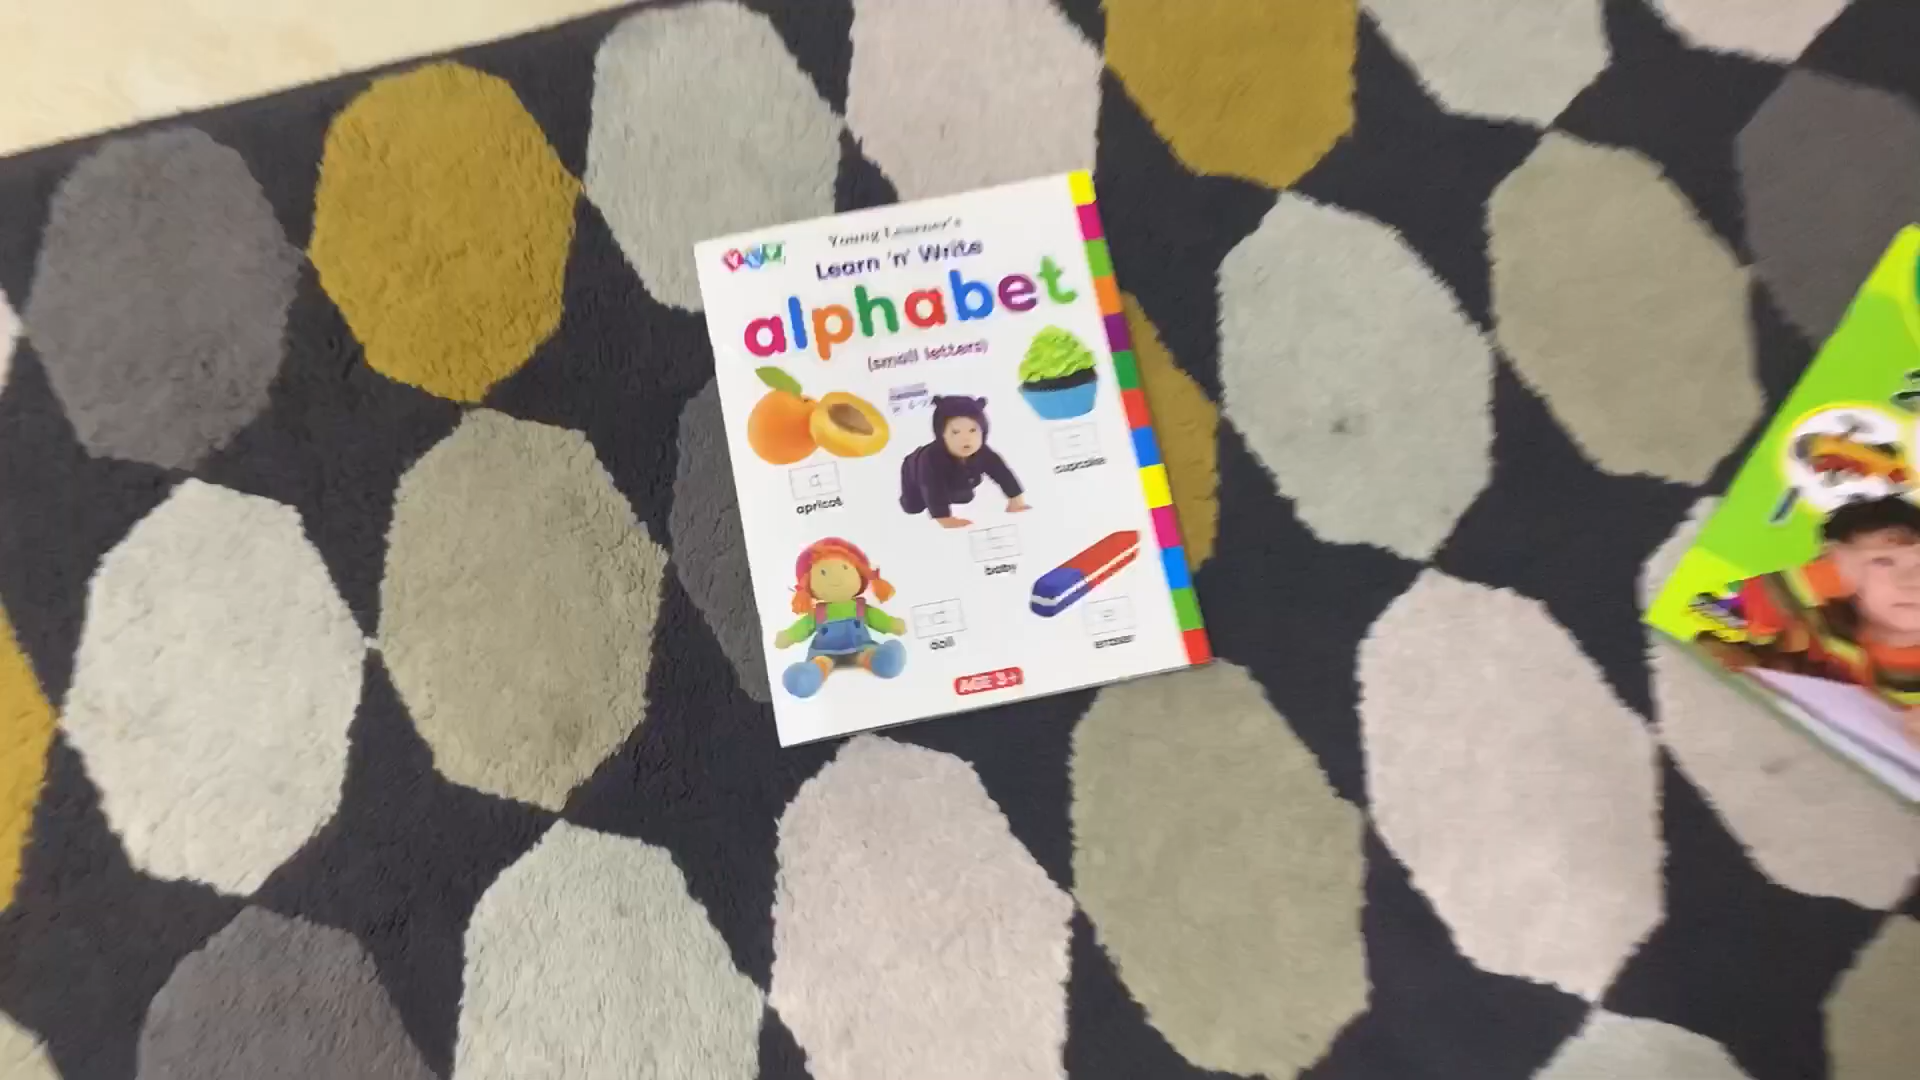 Young Learner's
Learn 'n' Write
alphabet
(small letters)
a
apricot
baby
cupcake
d
doll
e
eraser
AGE 3+